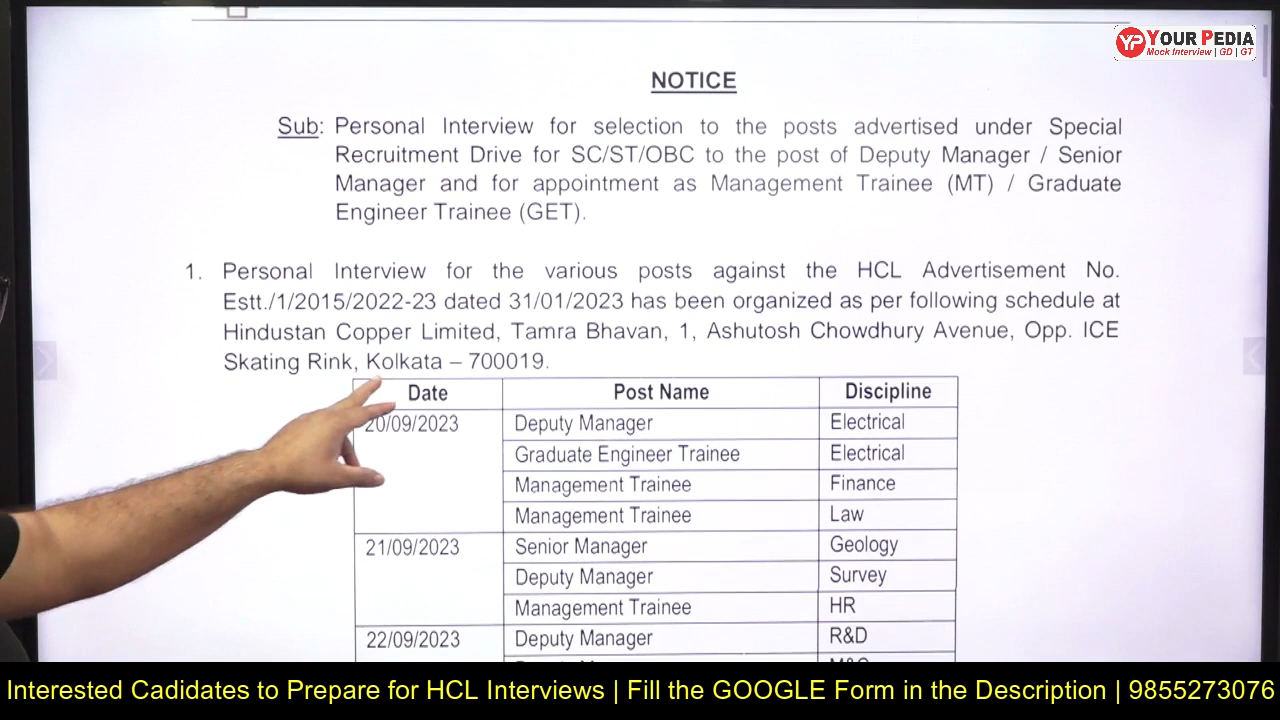 YP YOUR PEDIA
Mock Interview | GD | GT
NOTICE
Sub: Personal Interview for selection to the posts advertised under Special
Recruitment Drive for SC/ST/OBC to the post of Deputy Manager / Senior
Manager and for appointment as Management Trainee (MT) / Graduate
Engineer Trainee (GET).
1. Personal Interview for the various posts against the HCL Advertisement No.
Estt./1/2015/2022-23 dated 31/01/2023 has been organized as per following schedule at
Hindustan Copper Limited, Tamra Bhavan, 1, Ashutosh Chowdhury Avenue, Opp. ICE
Skating Rink, Kolkata – 700019.
Date Post Name Discipline
20/09/2023 Deputy Manager Electrical
Graduate Engineer Trainee Electrical
Management Trainee Finance
Management Trainee Law
21/09/2023 Senior Manager Geology
Deputy Manager Survey
Management Trainee HR
22/09/2023 Deputy Manager R&D
Interested Cadidates to Prepare for HCL Interviews | Fill the GOOGLE Form in the Description | 9855273076